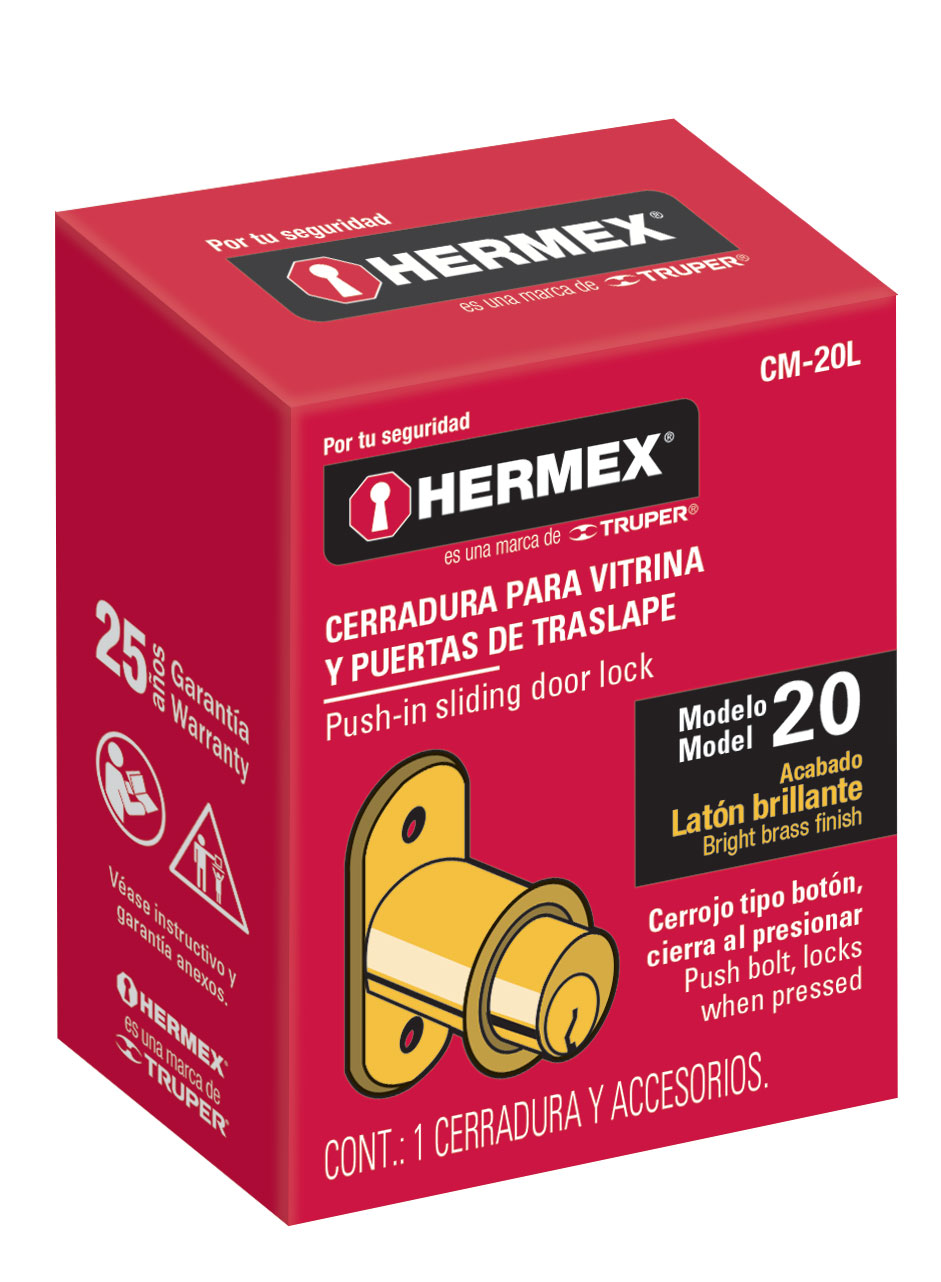 Por tu seguridad
HERMEX®
es una marca de TRUPER®
CM-20L
Por tu seguridad
HERMEX®
es una marca de TRUPER®
CERRADURA PARA VITRINA
Y PUERTAS DE TRASLAPE
Push-in sliding door lock
Modelo
Model
20
Acabado
Latón brillante
Bright brass finish
Cerrojo tipo botón,
cierra al presionar
Push bolt, locks
when pressed
CONT.: 1 CERRADURA Y ACCESORIOS.
25
años
Garantía
Warranty
Véase instructivo y
garantía anexos.
HERMEX®
es una marca de
TRUPER®